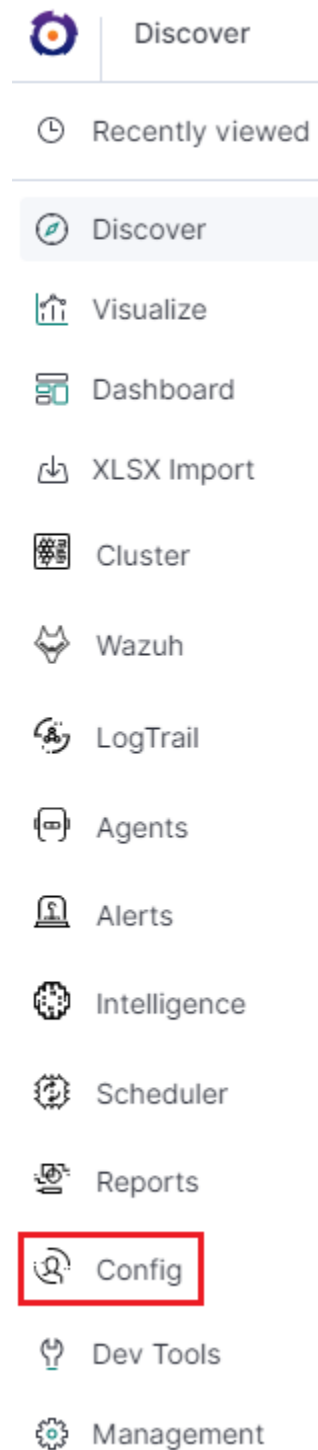 Discover
Recently viewed
Discover
Visualize
Dashboard
XLSX Import
Cluster
Wazuh
LogTrail
Agents
Alerts
Intelligence
Scheduler
Reports
Config
Dev Tools
Management